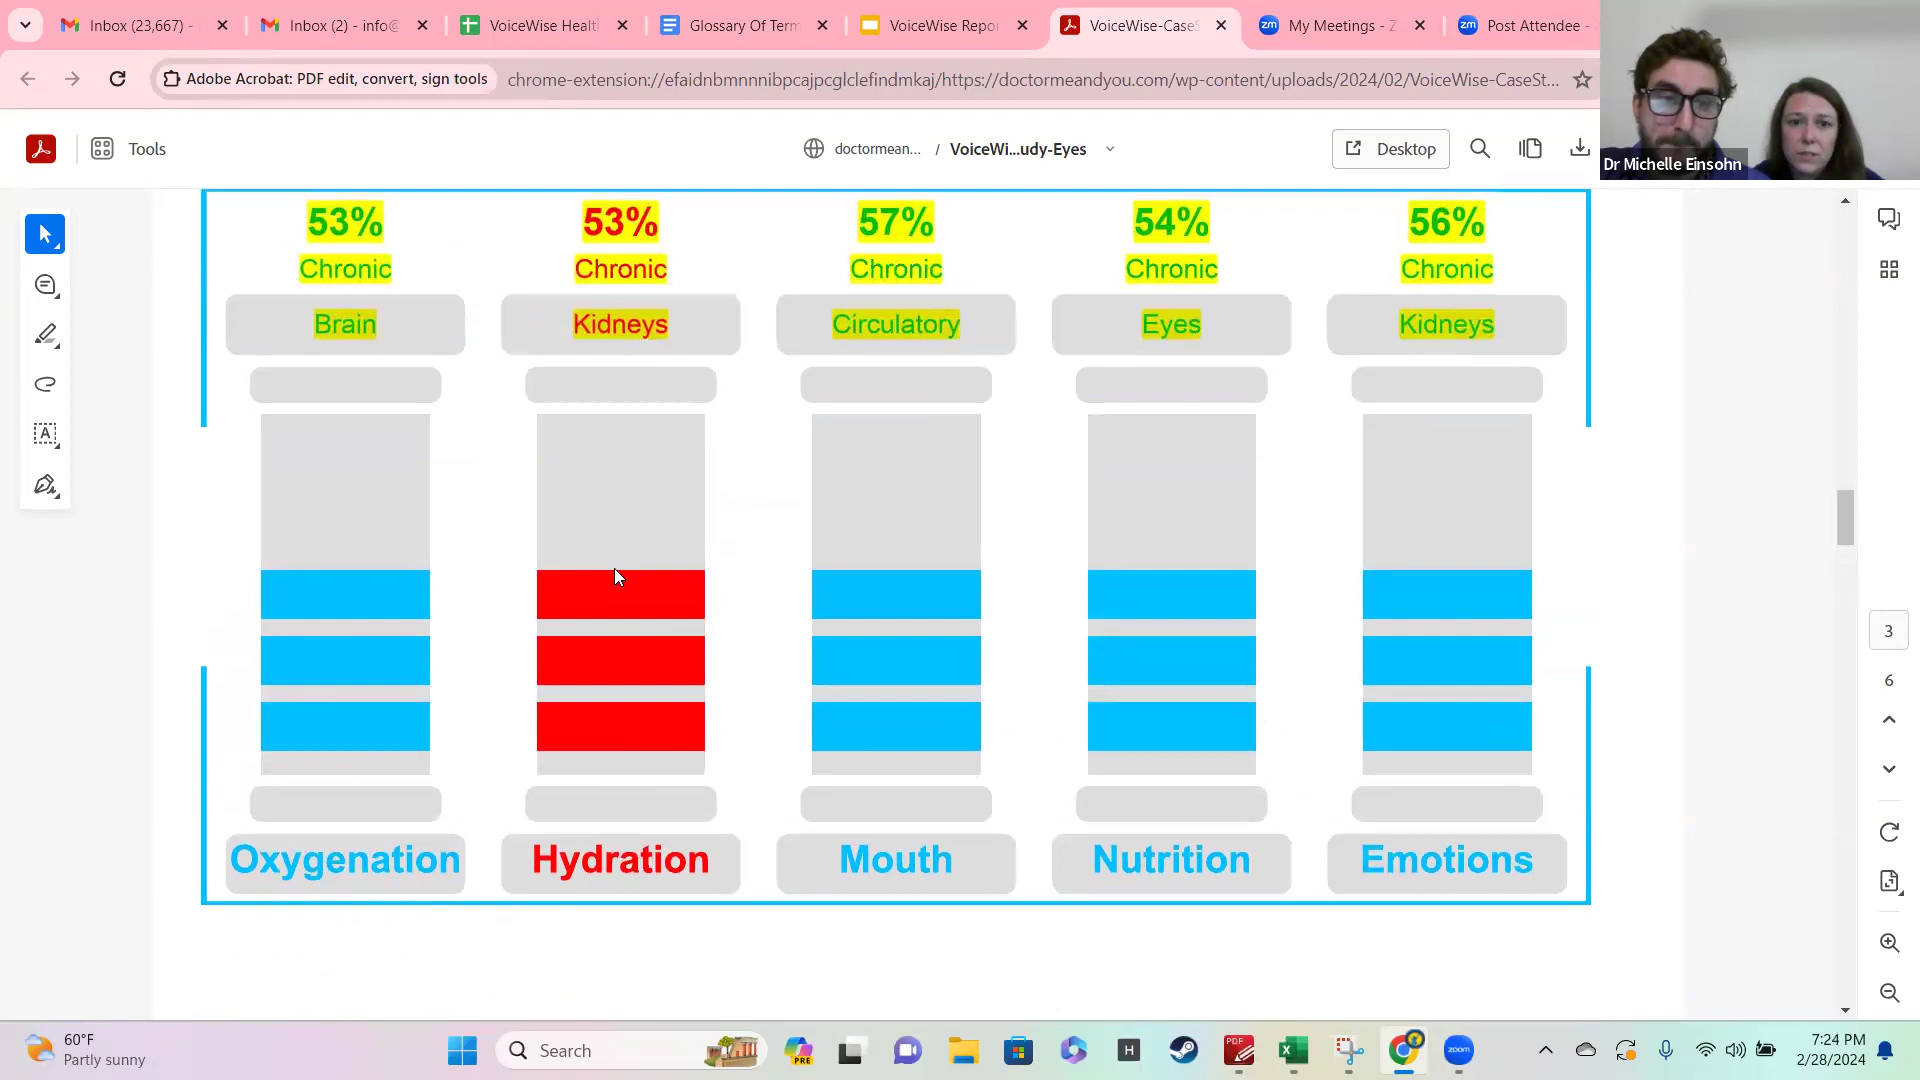 Inbox (23,667) -
Inbox (2) - info@
VoiceWise Healt
Glossary Of Term
VoiceWise Repor
VoiceWise-CaseS
My Meetings - Z
Post Attendee -
Adobe Acrobat: PDF edit, convert, sign tools
chrome-extension://efaidnbmnnnibpcajpcglclefindmkaj/https://doctormeandyou.com/wp-content/uploads/2024/02/VoiceWise-CaseSt...
Tools
doctormean... / VoiceWi...udy-Eyes
Desktop
Dr Michelle Einsohn
53% 53% 57% 54% 56%
Chronic Chronic Chronic Chronic Chronic
Brain Kidneys Circulatory Eyes Kidneys
A
3
6
Oxygenation Hydration Mouth Nutrition Emotions
60°F
Partly sunny
Search
PRE
H
PDF
zoom
7:24 PM
2/28/2024